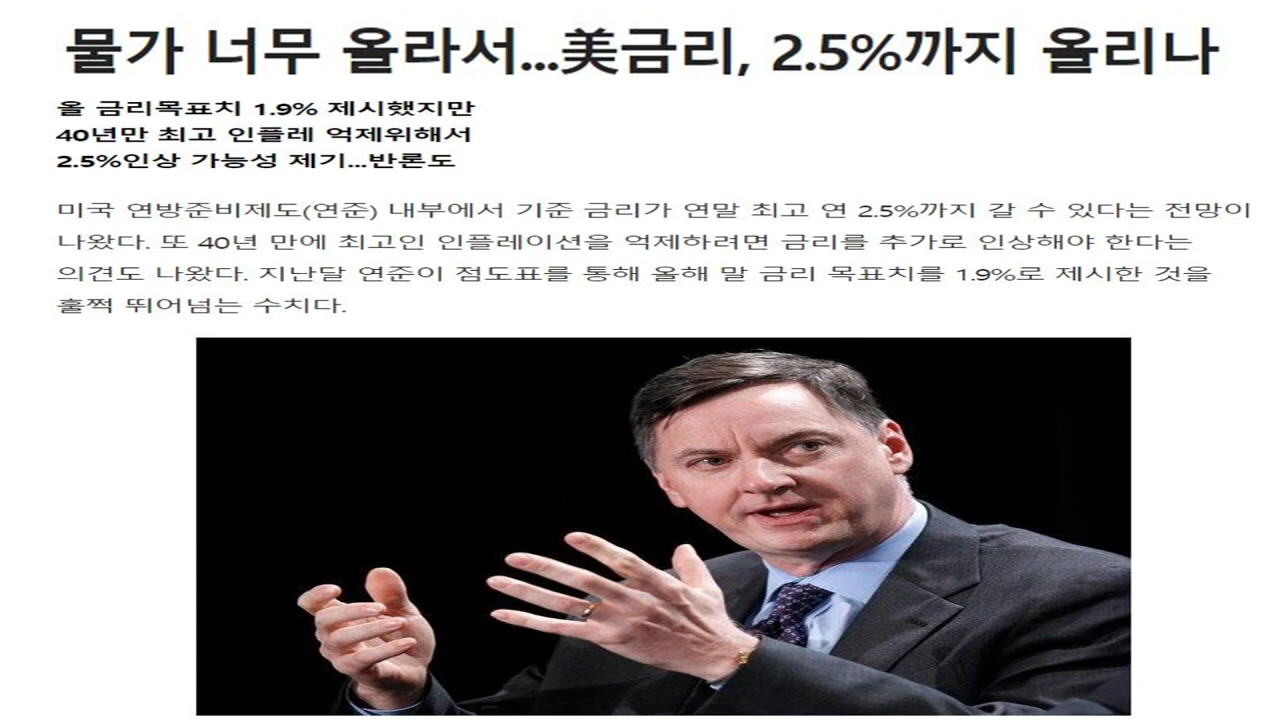 물가 너무 올라서...美금리, 2.5%까지 올리나
올 금리목표치 1.9% 제시했지만
40년만 최고 인플레 억제위해서
2.5%인상 가능성 제기...반론도
미국 연방준비제도(연준) 내부에서 기준 금리가 연말 최고 연 2.5%까지 갈 수 있다는 전망이
나왔다. 또 40년 만에 최고인 인플레이션을 억제하려면 금리를 추가로 인상해야 한다는
의견도 나왔다. 지난달 연준이 점도표를 통해 올해 말 금리 목표치를 1.9%로 제시한 것을
훌쩍 뛰어넘는 수치다.